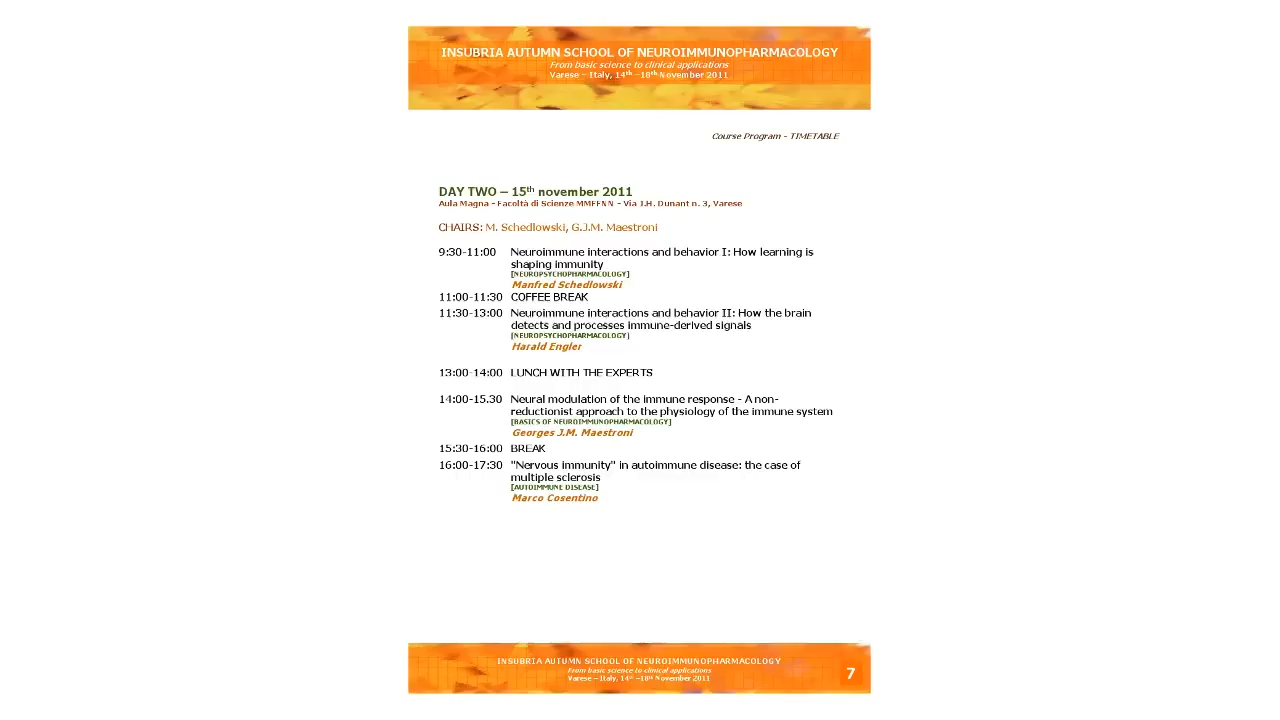 INSUBRIA AUTUMN SCHOOL OF NEUROIMMUNOPHARMACOLOGY
From basic science to clinical applications
Varese – Italy, 14th –18th November 2011
Course Program - TIMETABLE
DAY TWO – 15th november 2011
Aula Magna - Facoltà di Scienze MMFFNN - Via J.H. Dunant n. 3, Varese
CHAIRS: M. Schedlowski, G.J.M. Maestroni
9:30-11:00 Neuroimmune interactions and behavior I: How learning is
shaping immunity
[NEUROPSYCHOPHARMACOLOGY]
Manfred Schedlowski
11:00-11:30 COFFEE BREAK
11:30-13:00 Neuroimmune interactions and behavior II: How the brain
detects and processes immune-derived signals
[NEUROPSYCHOPHARMACOLOGY]
Harald Engler
13:00-14:00 LUNCH WITH THE EXPERTS
14:00-15.30 Neural modulation of the immune response - A non-
reductionist approach to the physiology of the immune system
[BASICS OF NEUROIMMUNOPHARMACOLOGY]
Georges J.M. Maestroni
15:30-16:00 BREAK
16:00-17:30 "Nervous immunity" in autoimmune disease: the case of
multiple sclerosis
[AUTOIMMUNE DISEASE]
Marco Cosentino
INSUBRIA AUTUMN SCHOOL OF NEUROIMMUNOPHARMACOLOGY
From basic science to clinical applications
Varese – Italy, 14th –18th November 2011
7